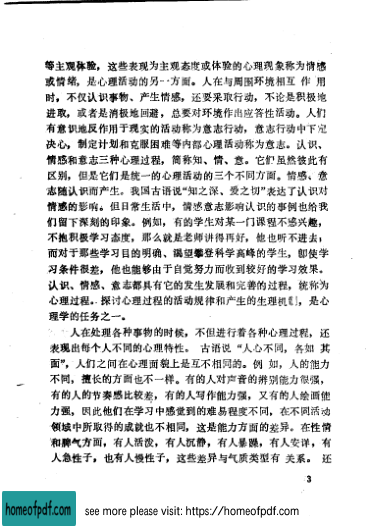 等主观体验，这些表现为主观态度或体验的心理现象称为情感
或情绪，是心理活动的另一方面。人在与周围环境相互作用
时，不仅认识事物、产生情感，还要采取行动，不论是积极地
进取，或者是消极地回避，总要对环境作出应答性活动。人们
有意识地反作用于现实的活动称为意志行动，意志行动中下定
决心，制定计划和克服困难等内部心理活动称为意志。认识、
情感和意志三种心理过程，简称知、情、意。它们虽然彼此有
区别，但是它们是统一的心理活动的三个不同方面。情感、意
志随认识而产生。我国古语说“知之深、爱之切”表达了认识对
情感的影响。但日常生活中，情感意志影响认识的事例也给我
们留下深刻的印象。例如，有的学生对某一门课程不感兴趣，
不抱积极学习态度，那么就是老师讲得再好，他也听不进去；
而对于那些学习目的明确、渴望攀登科学高峰的学生，即使学
习条件很差，他也能够由于自觉努力而收到较好的学习效果。
认识、情感、意志都具有它的发生发展和完善的过程，统称为
心理过程。探讨心理过程的活动规律和产生的生理机制，是心
理学的任务之一。
人在处理各种事物的时候，不但进行着各种心理过程，还
表现出每个人不同的心理特性。古语说“人心不同，各如其
面”，人们之间在心理面貌上是互不相同的。例如，人的能力
不同，擅长的方面也不一样。有的人对声音的辨别能力很强，
有的人的节奏感比较差，有的人写作能力强，又有的人绘画能
力强，因此他们在学习中感觉到的难易程度不同，在不同活动
领域中所取得的成就也不相同，这是能力方面的差异。在性情
和脾气方面，有人活泼，有人沉静，有人暴躁，有人安详，有
人急性子，也有人慢性子，这些差异与气质类型有关系。还
3
homeofpdf.com
see more please visit: https://homeofpdf.com